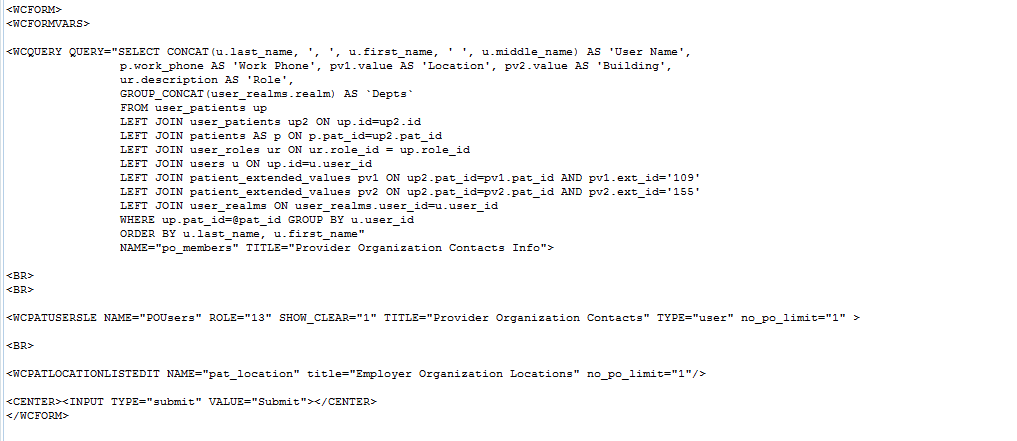 <WCFORM>
<WCFORMVARS>
<WCQUERY QUERY="SELECT CONCAT(u.last_name, ', ', u.first_name, ' ', u.middle_name) AS 'User Name',
p.work_phone AS 'Work Phone', pv1.value AS 'Location', pv2.value AS 'Building',
ur.description AS 'Role',
GROUP_CONCAT(user_realms.realm) AS `Depts`
FROM user_patients up
LEFT JOIN user_patients up2 ON up.id=up2.id
LEFT JOIN patients AS p ON p.pat_id=up2.pat_id
LEFT JOIN user_roles ur ON ur.role_id = up.role_id
LEFT JOIN users u ON up.id=u.user_id
LEFT JOIN patient_extended_values pv1 ON up2.pat_id=pv1.pat_id AND pv1.ext_id='109'
LEFT JOIN patient_extended_values pv2 ON up2.pat_id=pv2.pat_id AND pv2.ext_id='155'
LEFT JOIN user_realms ON user_realms.user_id=u.user_id
WHERE up.pat_id=@pat_id GROUP BY u.user_id
ORDER BY u.last_name, u.first_name"
NAME="po_members" TITLE="Provider Organization Contacts Info">
<BR>
<BR>
<WCPATUSERSLE NAME="POUsers" ROLE="13" SHOW_CLEAR="1" TITLE="Provider Organization Contacts" TYPE="user" no_po_limit="1" >
<BR>
<WCPATLOCATIONLISTEDIT NAME="pat_location" title="Employer Organization Locations" no_po_limit="1"/>
<CENTER><INPUT TYPE="submit" VALUE="Submit"></CENTER>
</WCFORM>